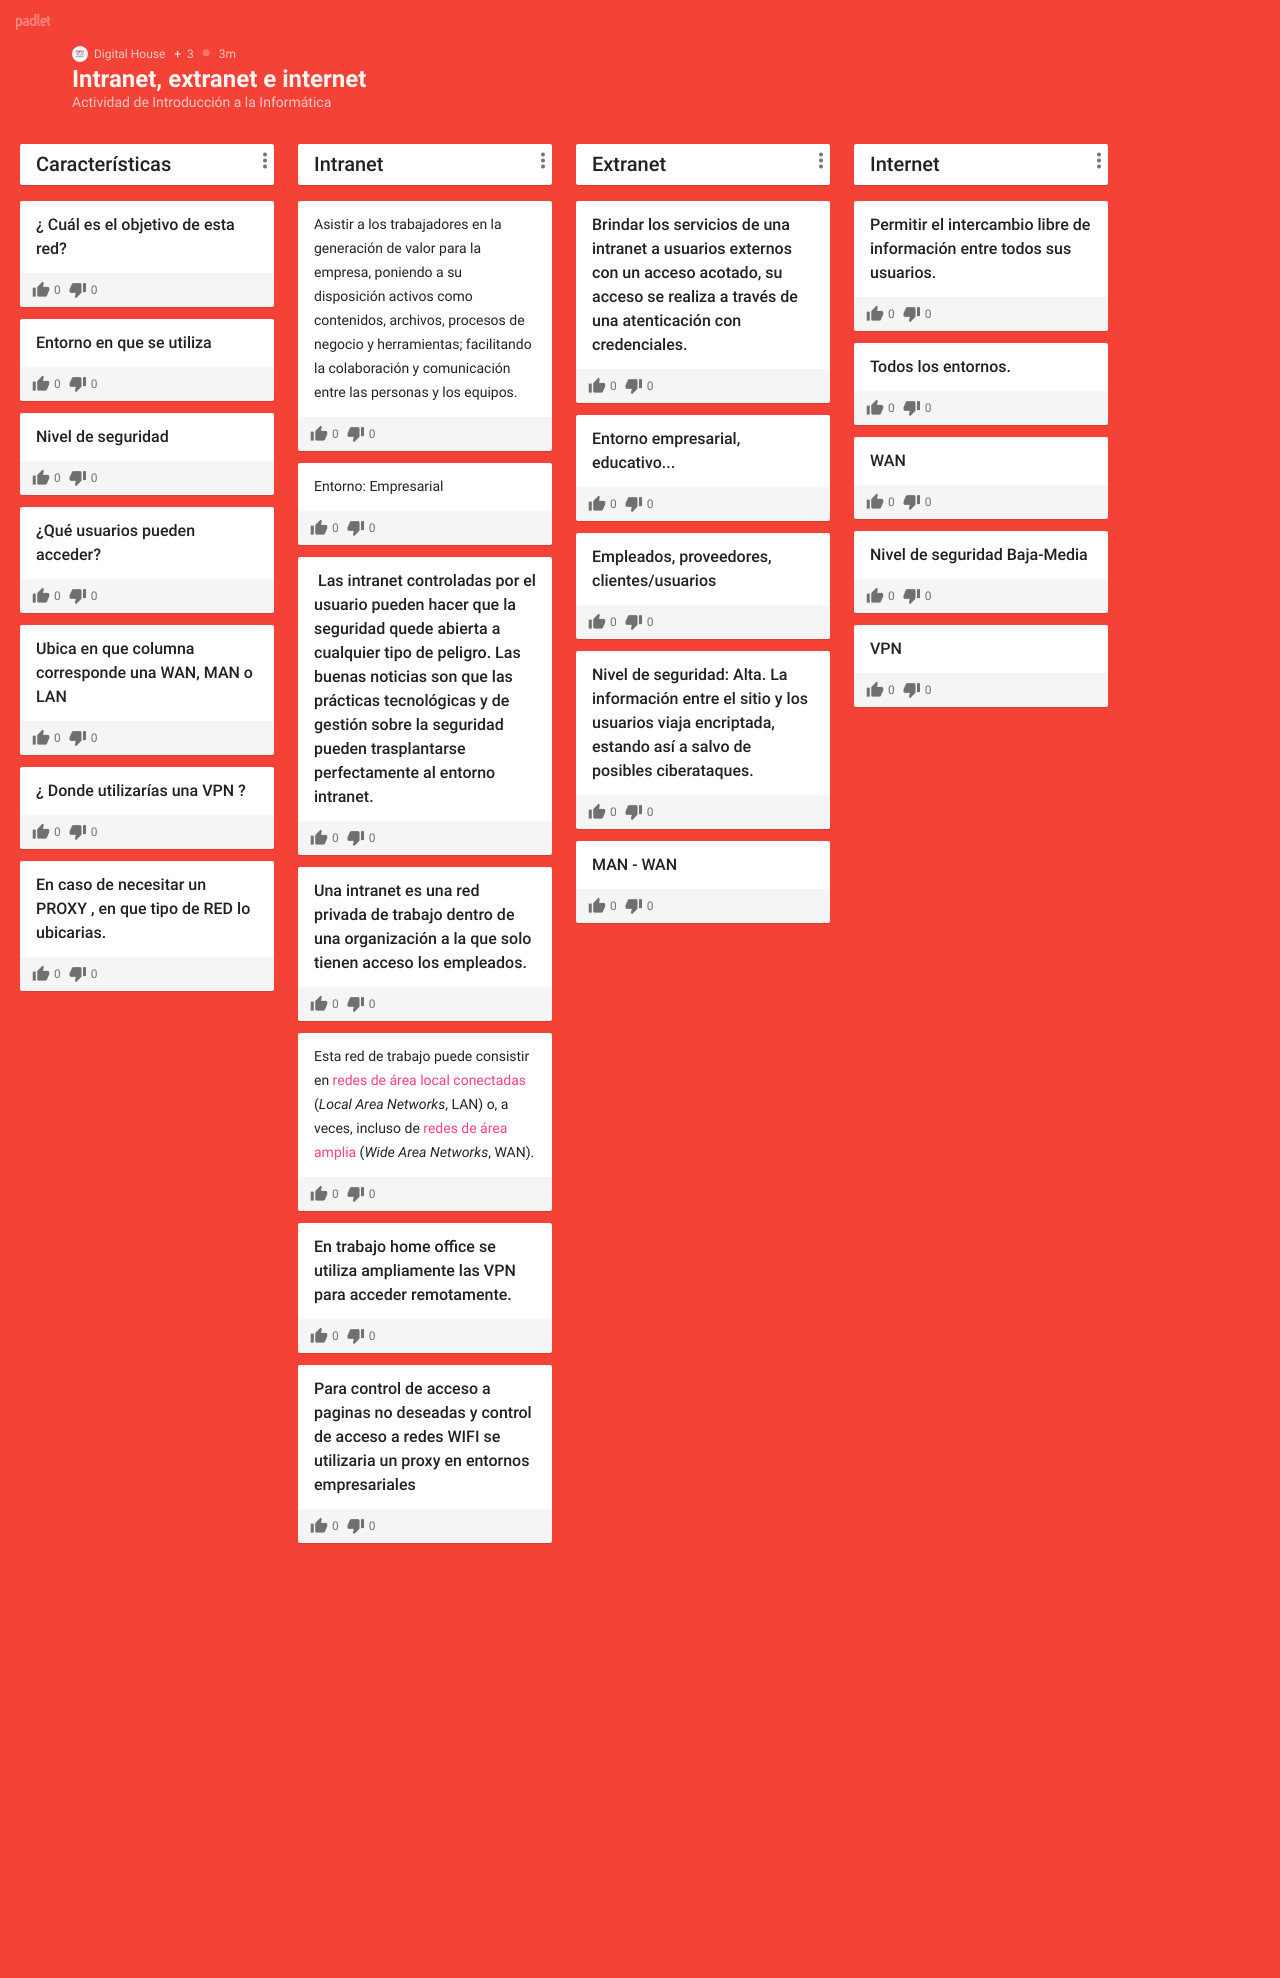 padlet
Digital House + 3 • 3m
Intranet, extranet e internet
Actividad de Introducción a la Informática
Características
¿ Cuál es el objetivo de esta
red?
0 0
Entorno en que se utiliza
0 0
Nivel de seguridad
0 0
¿Qué usuarios pueden
acceder?
0 0
Ubica en que columna
corresponde una WAN, MAN o
LAN
0 0
¿ Donde utilizarías una VPN ?
0 0
En caso de necesitar un
PROXY , en que tipo de RED lo
ubicarias.
0 0
Intranet
Asistir a los trabajadores en la
generación de valor para la
empresa, poniendo a su
disposición activos como
contenidos, archivos, procesos de
negocio y herramientas; facilitando
la colaboración y comunicación
entre las personas y los equipos.
0 0
Entorno: Empresarial
0 0
Las intranet controladas por el
usuario pueden hacer que la
seguridad quede abierta a
cualquier tipo de peligro. Las
buenas noticias son que las
prácticas tecnológicas y de
gestión sobre la seguridad
pueden trasplantarse
perfectamente al entorno
intranet.
0 0
Una intranet es una red
privada de trabajo dentro de
una organización a la que solo
tienen acceso los empleados.
0 0
Esta red de trabajo puede consistir
en redes de área local conectadas
(Local Area Networks, LAN) o, a
veces, incluso de redes de área
amplia (Wide Area Networks, WAN).
0 0
En trabajo home office se
utiliza ampliamente las VPN
para acceder remotamente.
0 0
Para control de acceso a
paginas no deseadas y control
de acceso a redes WIFI se
utilizaria un proxy en entornos
empresariales
0 0
Extranet
Brindar los servicios de una
intranet a usuarios externos
con un acceso acotado, su
acceso se realiza a través de
una atenticación con
credenciales.
0 0
Entorno empresarial,
educativo...
0 0
Empleados, proveedores,
clientes/usuarios
0 0
Nivel de seguridad: Alta. La
información entre el sitio y los
usuarios viaja encriptada,
estando así a salvo de
posibles ciberataques.
0 0
MAN - WAN
0 0
Internet
Permitir el intercambio libre de
información entre todos sus
usuarios.
0 0
Todos los entornos.
0 0
WAN
0 0
Nivel de seguridad Baja-Media
0 0
VPN
0 0